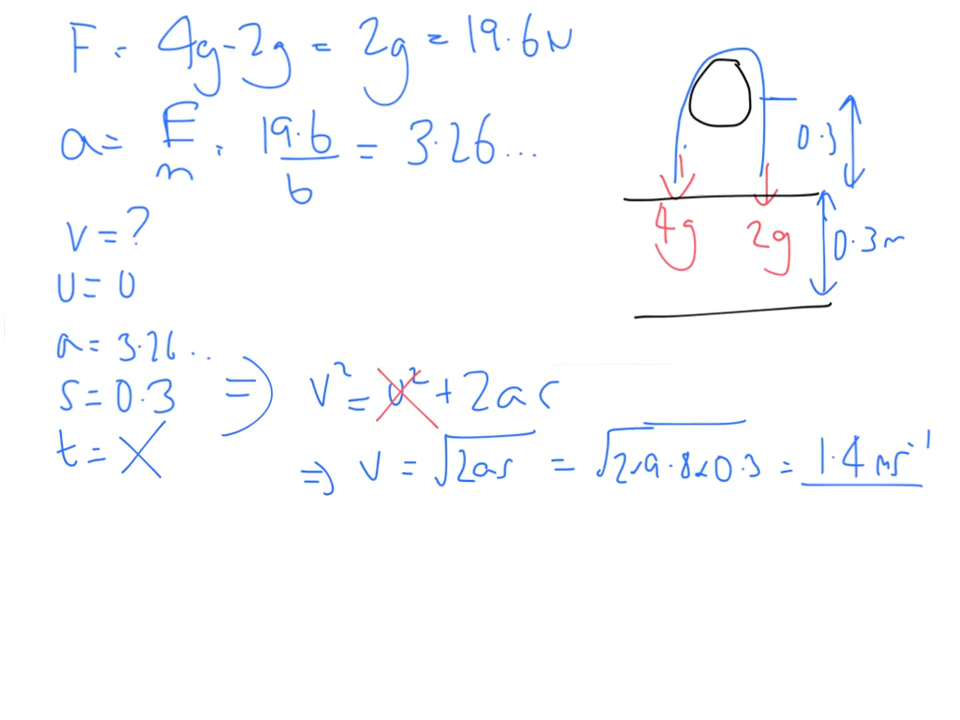 F = 4g-2g = 2g = 19.6N
a = F/m = 19.6/6 = 3.26...
0.3
4g
2g
0.3m
v = ?
u = 0
a = 3.26..
s = 0.3 ⇒ v² = u² + 2as
t = X
⇒ v = √2as = √2×9.8×0.3 = 1.4 ms⁻¹